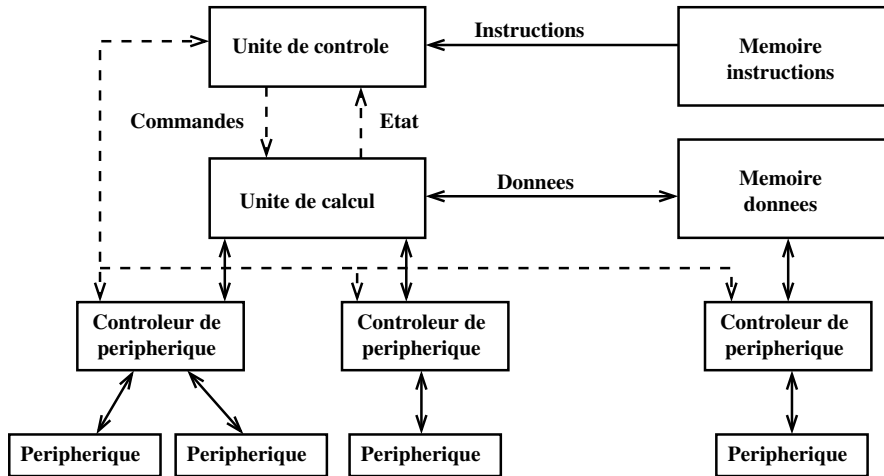 Unite de controle
Instructions
Memoire
instructions
Commandes
Etat
Unite de calcul
Donnees
Memoire
donnees
Controleur de
peripherique
Controleur de
peripherique
Controleur de
peripherique
Peripherique
Peripherique
Peripherique
Peripherique